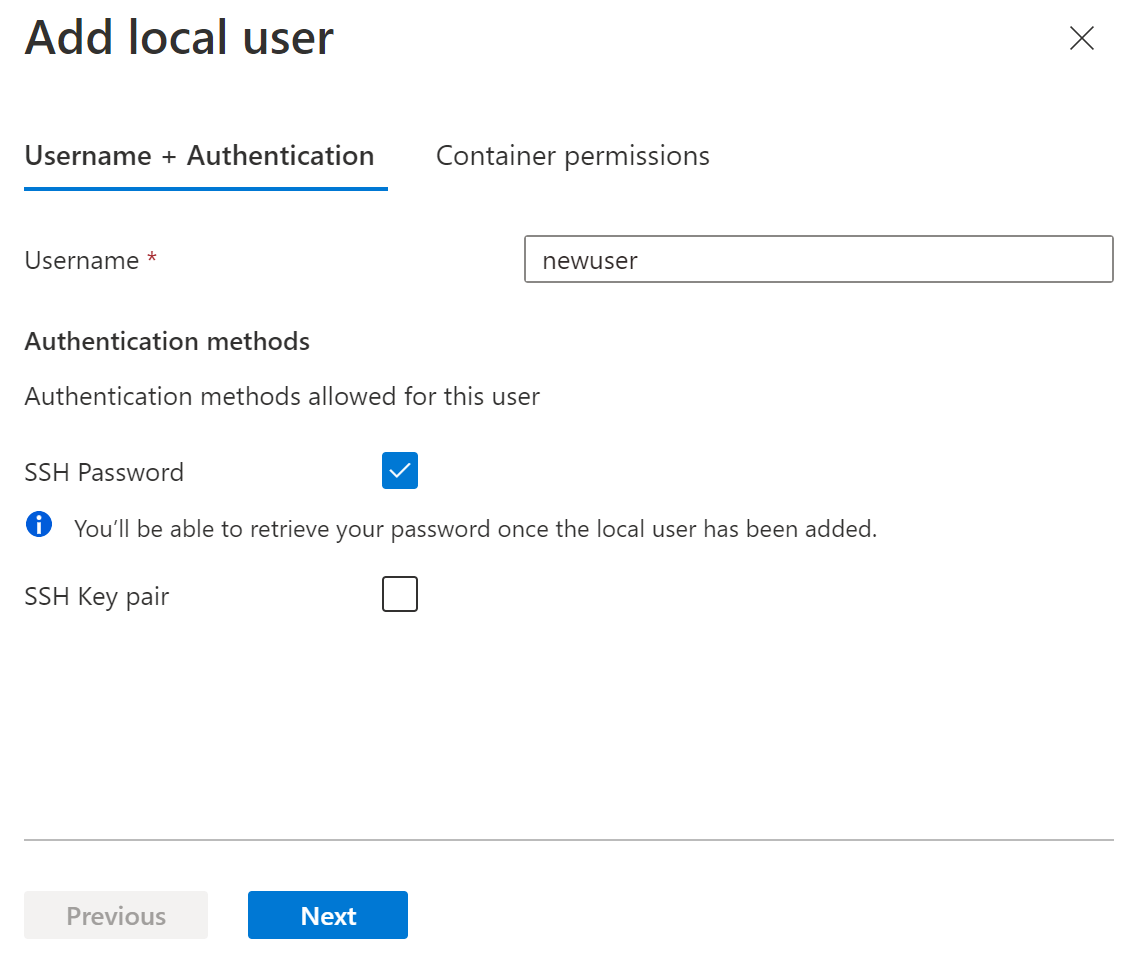 Add local user
Username + Authentication
Container permissions
Username *
newuser
Authentication methods
Authentication methods allowed for this user
SSH Password
You’ll be able to retrieve your password once the local user has been added.
SSH Key pair
Previous
Next